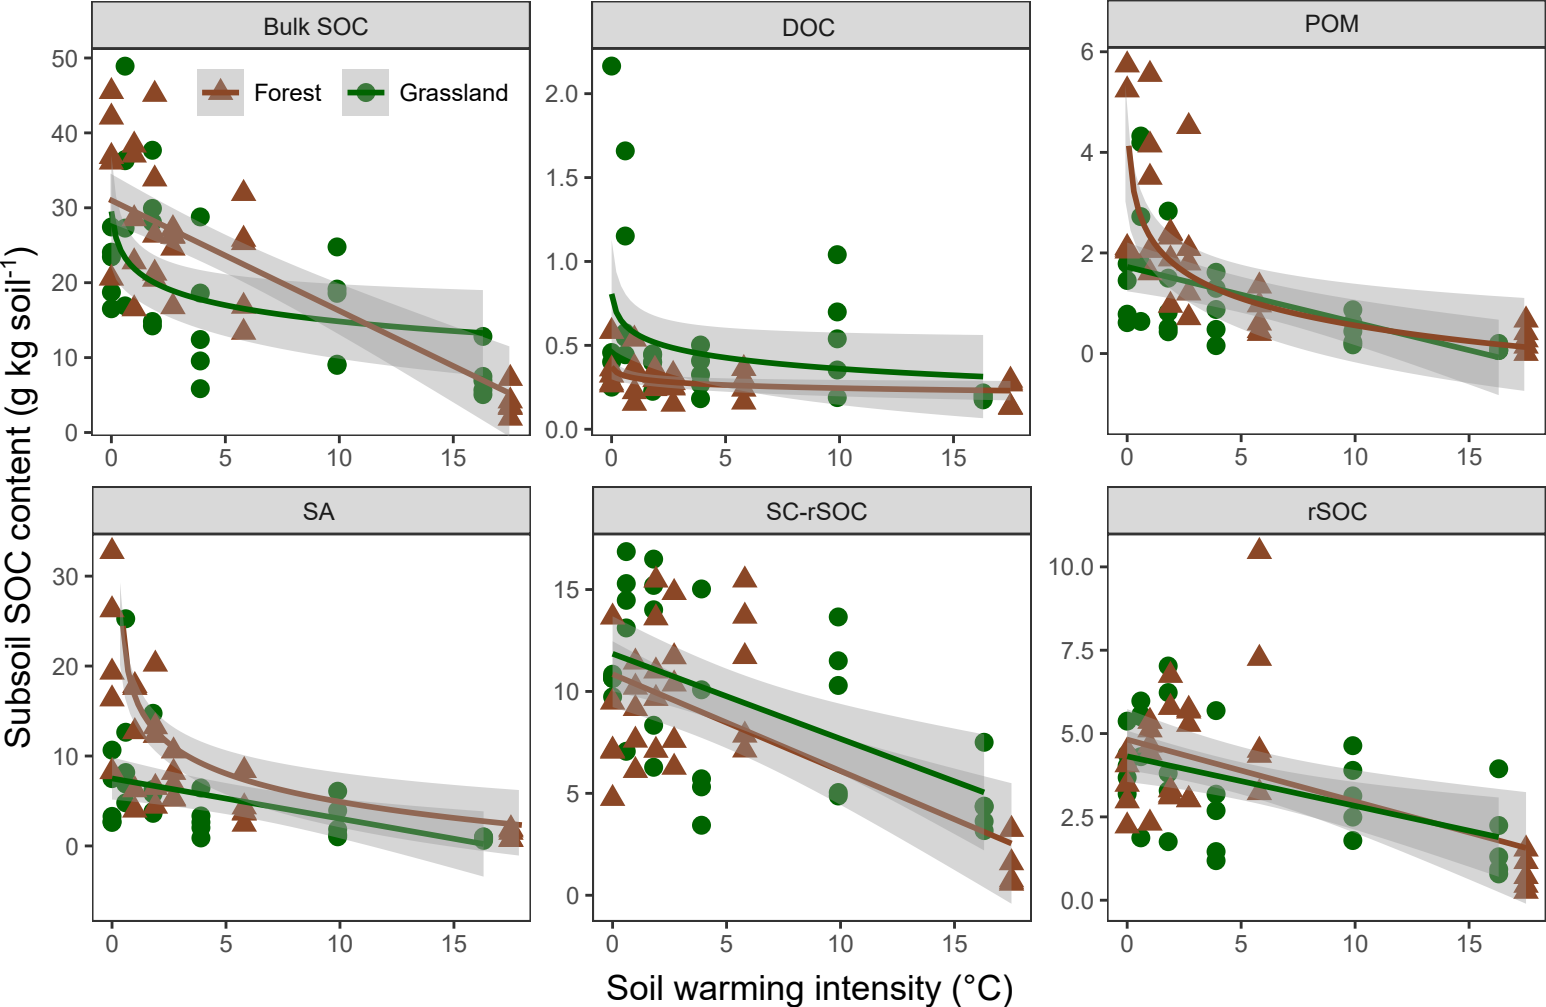 Bulk SOC
DOC
POM
Forest
Grassland
50
40
30
20
10
0
2.0
1.5
1.0
0.5
0.0
6
4
2
0
0 5 10 15
0 5 10 15
0 5 10 15
Subsoil SOC content (g kg soil⁻¹)
SA
SC-rSOC
rSOC
30
20
10
0
15
10
5
0
10.0
7.5
5.0
2.5
0.0
0 5 10 15
0 5 10 15
0 5 10 15
Soil warming intensity (°C)